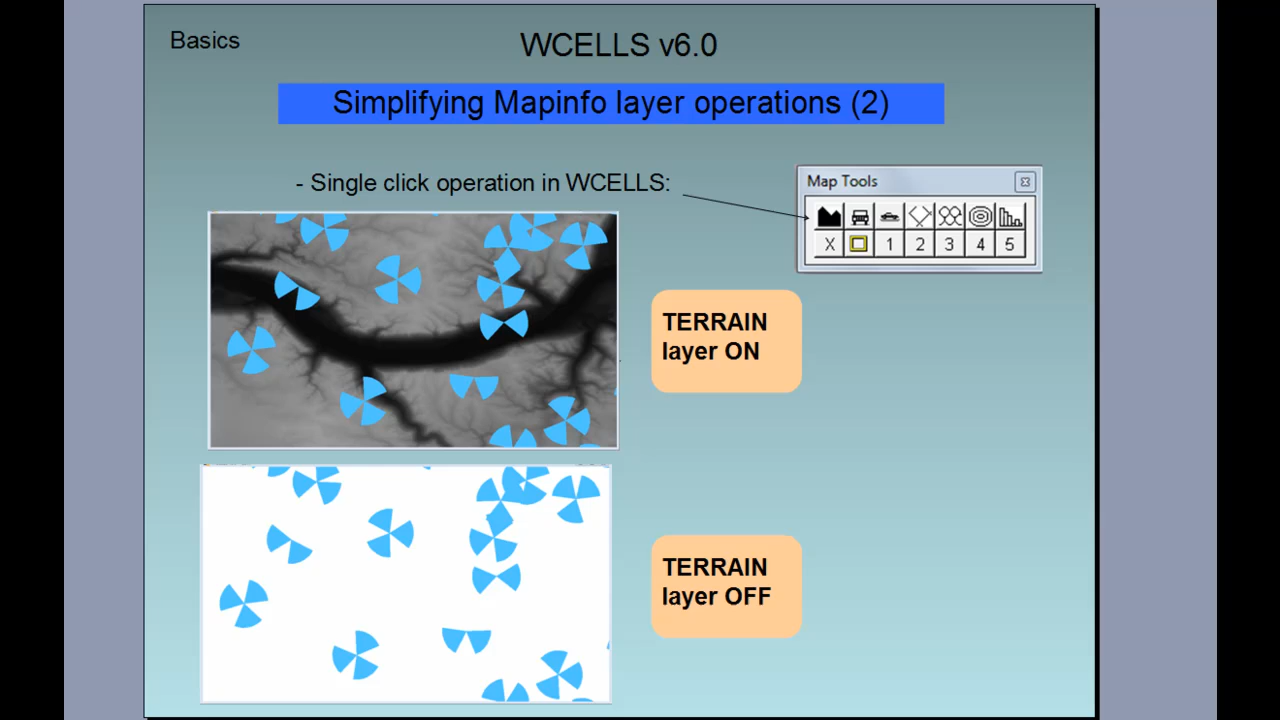 Basics
WCELLS v6.0
Simplifying Mapinfo layer operations (2)
- Single click operation in WCELLS:
Map Tools
X 1 2 3 4 5
TERRAIN
layer ON
TERRAIN
layer OFF